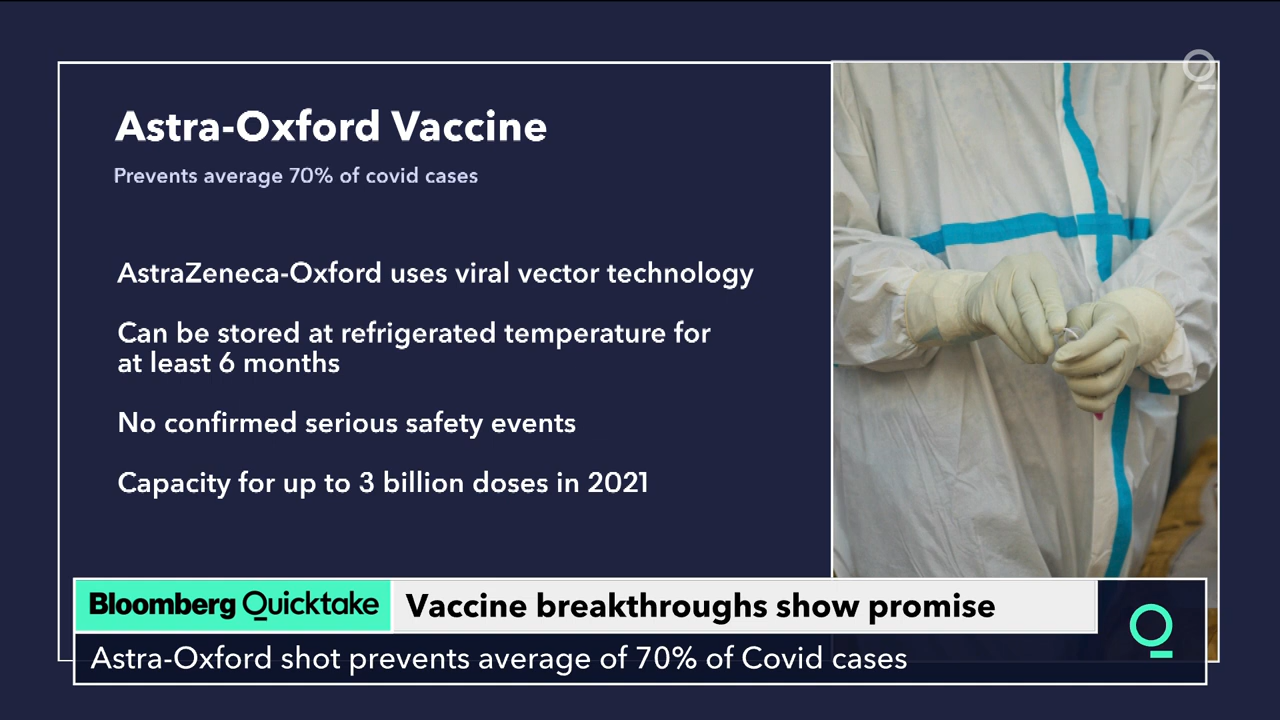 Astra-Oxford Vaccine
Prevents average 70% of covid cases
AstraZeneca-Oxford uses viral vector technology
Can be stored at refrigerated temperature for
at least 6 months
No confirmed serious safety events
Capacity for up to 3 billion doses in 2021
Bloomberg Quicktake
Vaccine breakthroughs show promise
Astra-Oxford shot prevents average of 70% of Covid cases